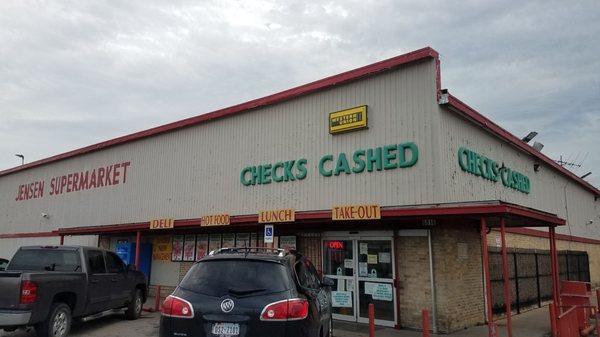 WESTERN
UNION
CHECKS CASHED
CHECKS CASHED
JENSEN SUPERMARKET
DELI
HOT FOOD
LUNCH
TAKE-OUT
OPEN